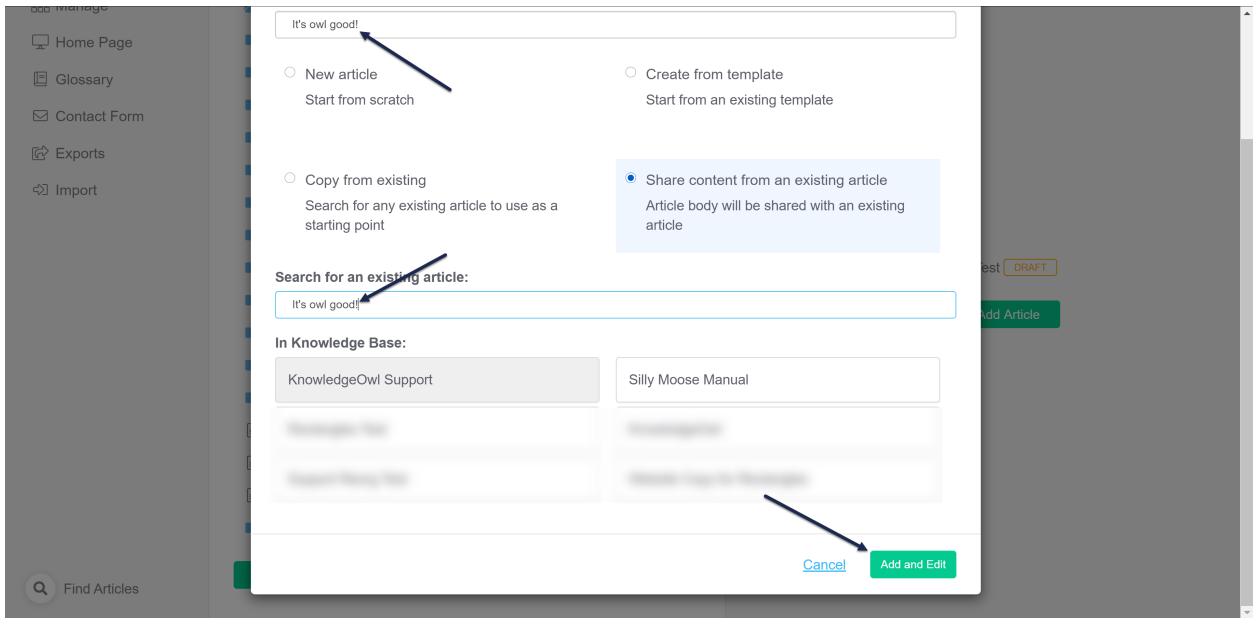 Manage
Home Page
Glossary
Contact Form
Exports
Import
Find Articles
It's owl good!
New article
Start from scratch
Create from template
Start from an existing template
Copy from existing
Search for any existing article to use as a
starting point
Share content from an existing article
Article body will be shared with an existing
article
Search for an existing article:
It's owl good!
In Knowledge Base:
KnowledgeOwl Support
Silly Moose Manual
Cancel
Add and Edit
DRAFT
Add Article